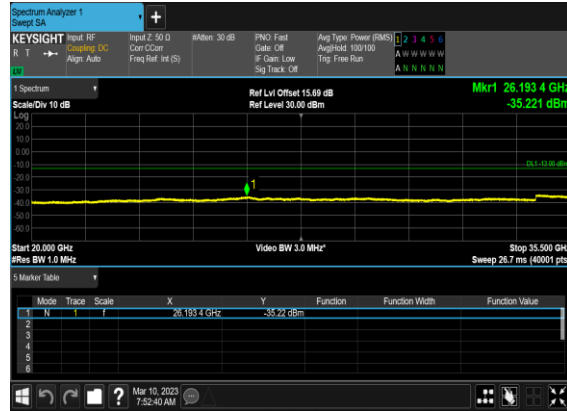 Spectrum Analyzer 1
Swept SA
+
KEYSIGHT Input: RF Input Z: 50 Ω #Atten: 30 dB PNO: Fast Avg Type: Power (RMS) 1 2 3 4 5 6
R T Coupling: DC Corr CCorr Gate: Off Avg|Hold: 100/100 A W W W W W
Align: Auto Freq Ref: Int (S) IF Gain: Low Trig: Free Run
Sig Track: Off A N N N N N
1 Spectrum Ref Lvl Offset 15.69 dB Mkr1 26.193 4 GHz
Scale/Div 10 dB Ref Level 30.00 dBm -35.221 dBm
Log
20.0
10.0
0.00
-10.0
DL1 -13.00 dBm
-20.0
1
-30.0
-40.0
-50.0
-60.0
Start 20.000 GHz Video BW 3.0 MHz* Stop 35.500 GHz
#Res BW 1.0 MHz Sweep 26.7 ms (40001 pts)
5 Marker Table
Mode Trace Scale X Y Function Function Width Function Value
1 N 1 f 26.193 4 GHz -35.22 dBm
2
3
4
5
6
? Mar 10, 2023
7:52:40 AM